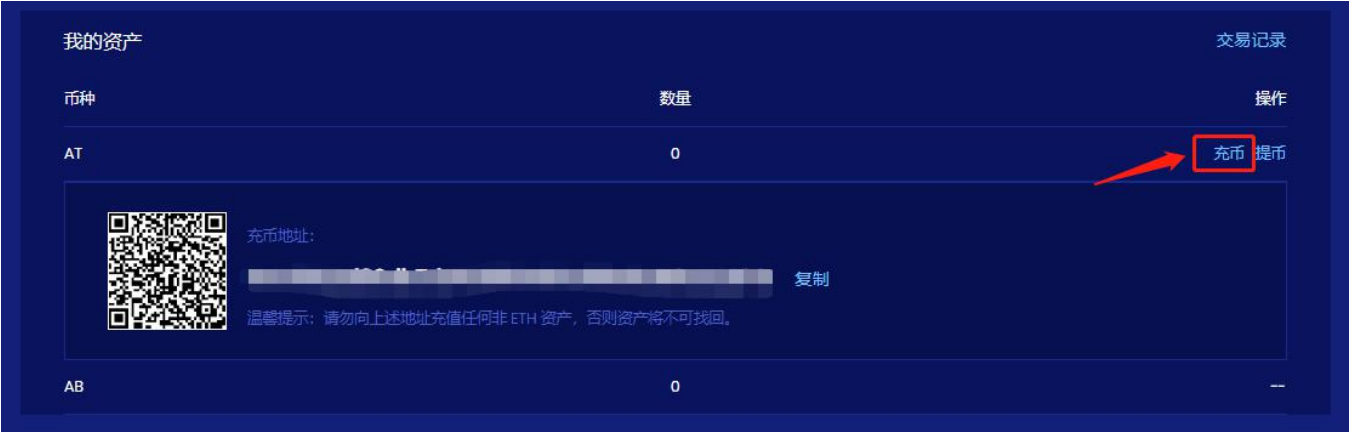 我的资产 交易记录
币种 数量 操作
AT 0 充币 提币
充币地址：
复制
温馨提示：请勿向上述地址充值任何非 ETH 资产，否则资产将不可找回。
AB 0 --